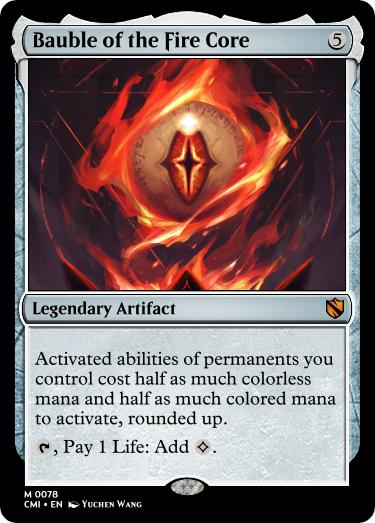 Bauble of the Fire Core 5
Legendary Artifact
Activated abilities of permanents you
control cost half as much colorless
mana and half as much colored mana
to activate, rounded up.
, Pay 1 Life: Add .
M 0078
CMI • EN Yuchen Wang